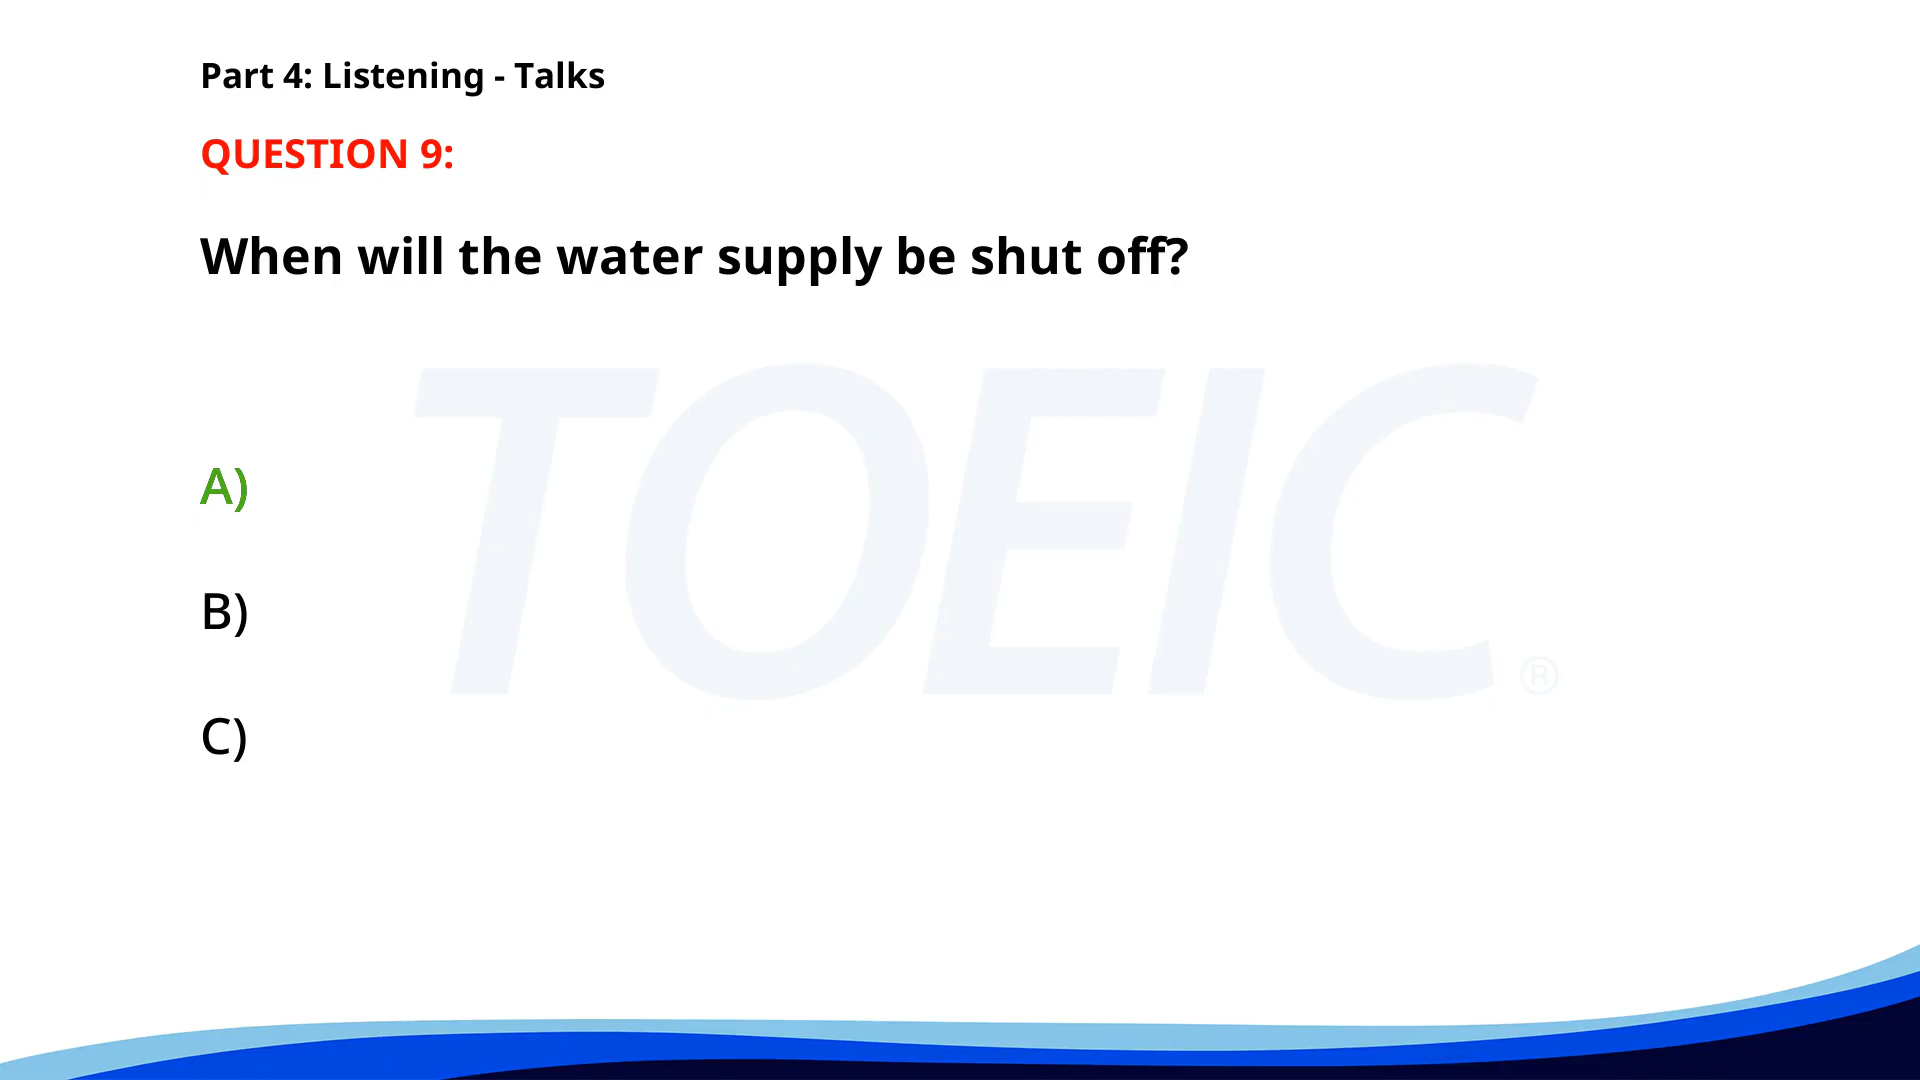 Part 4: Listening - Talks
QUESTION 9:
When will the water supply be shut off?
TOEIC®
A)
B)
C)